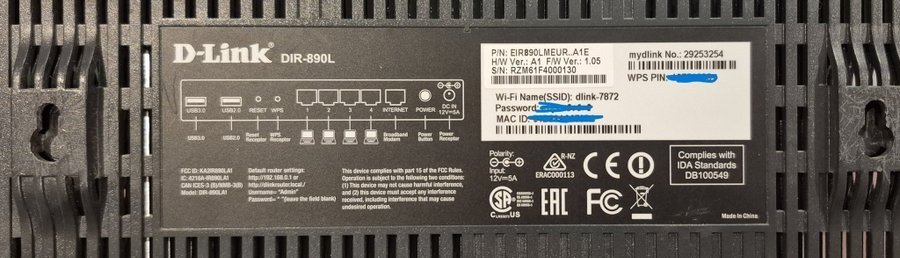 D-Link DIR-890L
USB3.0 USB2.0 RESET WPS 1 2 3 4 INTERNET POWER DC IN
12V⎓5A
USB3.0 USB2.0 Reset Receptor WPS Receptor Broadband Modem Power Button Power Receptor
FCC ID: KA2IR890LA1
IC: 4216A-IR890LA1
CAN ICES-3 (B)/NMB-3(B)
Model: DIR-890LA1
Default router settings:
http://192.168.0.1 or
http://dlinkrouter.local./
Username= "Admin"
Password= " "(leave the field blank)
This device complies with part 15 of the FCC Rules.
Operation is subject to the following two conditions:
(1) This device may not cause harmful interference,
and (2) this device must accept any interference
received, including interference that may cause
undesired operation.
P/N: EIR890LMEUR..A1E
H/W Ver.: A1 F/W Ver.: 1.05
S/N: RZM61F4000130
mydlink No.: 29253254
WPS PIN:
Wi-Fi Name(SSID): dlink-7872
Password:
MAC ID:
Polarity:
Input:
12V⎓5A
R-NZ
ERAC000113
CE
Complies with
IDA Standards
DB100549
EAC
FC
Made In China